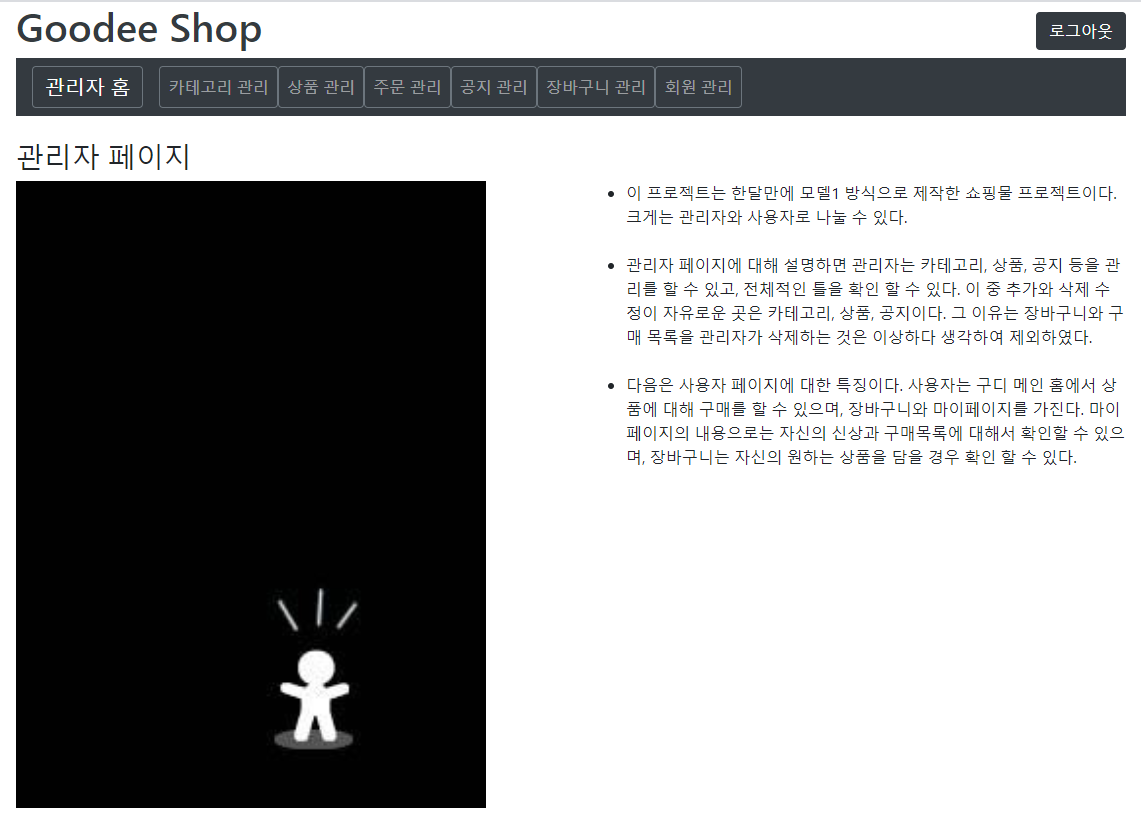 Goodee Shop
로그아웃
관리자 홈 카테고리 관리 상품 관리 주문 관리 공지 관리 장바구니 관리 회원 관리
관리자 페이지
이 프로젝트는 한달만에 모델1 방식으로 제작한 쇼핑물 프로젝트이다.
크게는 관리자와 사용자로 나눌 수 있다.
관리자 페이지에 대해 설명하면 관리자는 카테고리, 상품, 공지 등을 관
리를 할 수 있고, 전체적인 틀을 확인 할 수 있다. 이 중 추가와 삭제 수
정이 자유로운 곳은 카테고리, 상품, 공지이다. 그 이유는 장바구니와 구
매 목록을 관리자가 삭제하는 것은 이상하다 생각하여 제외하였다.
다음은 사용자 페이지에 대한 특징이다. 사용자는 구디 메인 홈에서 상
품에 대해 구매를 할 수 있으며, 장바구니와 마이페이지를 가진다. 마이
페이지의 내용으로는 자신의 신상과 구매목록에 대해서 확인할 수 있으
며, 장바구니는 자신의 원하는 상품을 담을 경우 확인 할 수 있다.